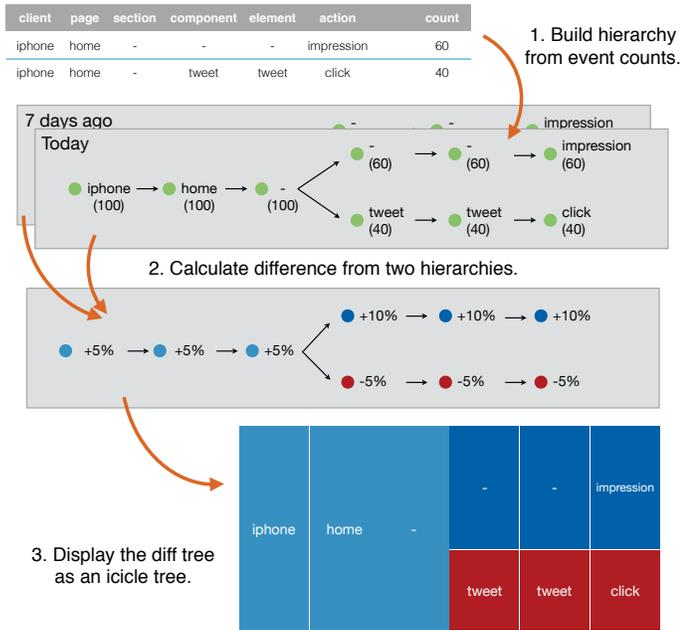 client page section component element action count
iphone home - - - impression 60
iphone home - tweet tweet click 40
1. Build hierarchy
from event counts.
7 days ago
- - impression
Today
- - impression
(60) (60) (60)
iphone home -
(100) (100) (100)
tweet tweet click
(40) (40) (40)
2. Calculate difference from two hierarchies.
+10% +10% +10%
+5% +5% +5%
-5% -5% -5%
- - impression
iphone home -
3. Display the diff tree
as an icicle tree.
tweet tweet click